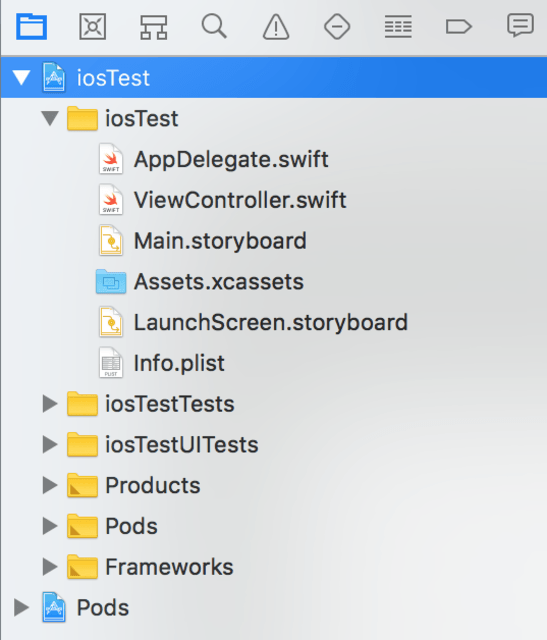 iosTest
iosTest
SWIFT AppDelegate.swift
SWIFT ViewController.swift
Main.storyboard
Assets.xcassets
LaunchScreen.storyboard
PLIST Info.plist
iosTestTests
iosTestUITests
Products
Pods
Frameworks
Pods